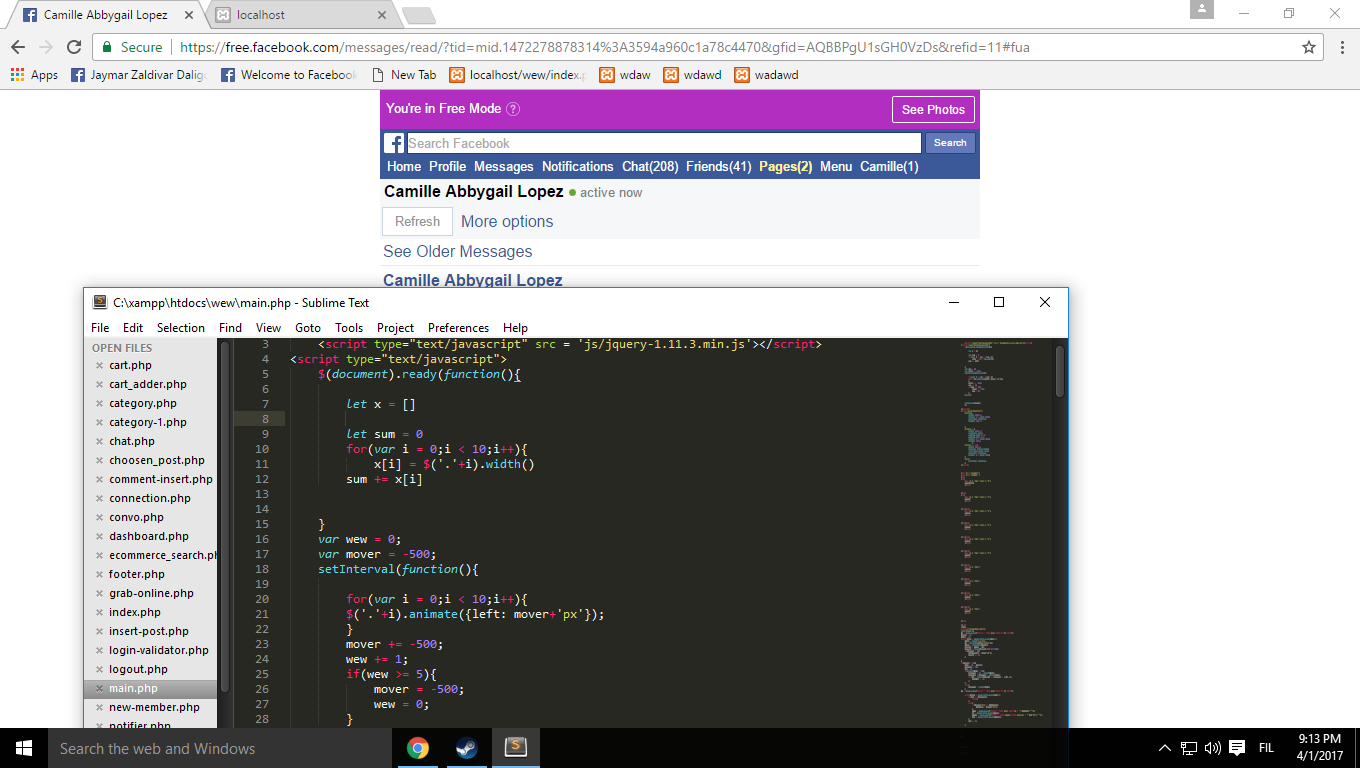 Camille Abbygail Lopez
localhost
Secure https://free.facebook.com/messages/read/?tid=mid.1472278878314%3A3594a960c1a78c4470&gfid=AQBBPgU1sGH0VzDs&refid=11#fua
Apps Jaymar Zaldivar Dalig Welcome to Facebook New Tab localhost/wew/index.p wdaw wdawd wadawd
You're in Free Mode ? See Photos
Search Facebook Search
Home Profile Messages Notifications Chat(208) Friends(41) Pages(2) Menu Camille(1)
Camille Abbygail Lopez active now
Refresh More options
See Older Messages
Camille Abbygail Lopez
C:\xampp\htdocs\wew\main.php - Sublime Text
File Edit Selection Find View Goto Tools Project Preferences Help
OPEN FILES
cart.php
cart_adder.php
category.php
category-1.php
chat.php
choosen_post.php
comment-insert.php
connection.php
convo.php
dashboard.php
ecommerce_search.ph
footer.php
grab-online.php
index.php
insert-post.php
login-validator.php
logout.php
main.php
new-member.php
notifier.php
3 <script type="text/javascript" src = 'js/jquery-1.11.3.min.js'></script>
4 <script type="text/javascript">
5 $(document).ready(function(){
6
7 let x = []
8
9 let sum = 0
10 for(var i = 0;i < 10;i++){
11 x[i] = $('.'+i).width()
12 sum += x[i]
13
14
15 }
16 var wew = 0;
17 var mover = -500;
18 setInterval(function(){
19
20 for(var i = 0;i < 10;i++){
21 $('.'+i).animate({left: mover+'px'});
22 }
23 mover += -500;
24 wew += 1;
25 if(wew >= 5){
26 mover = -500;
27 wew = 0;
28 }
Search the web and Windows
FIL
9:13 PM
4/1/2017